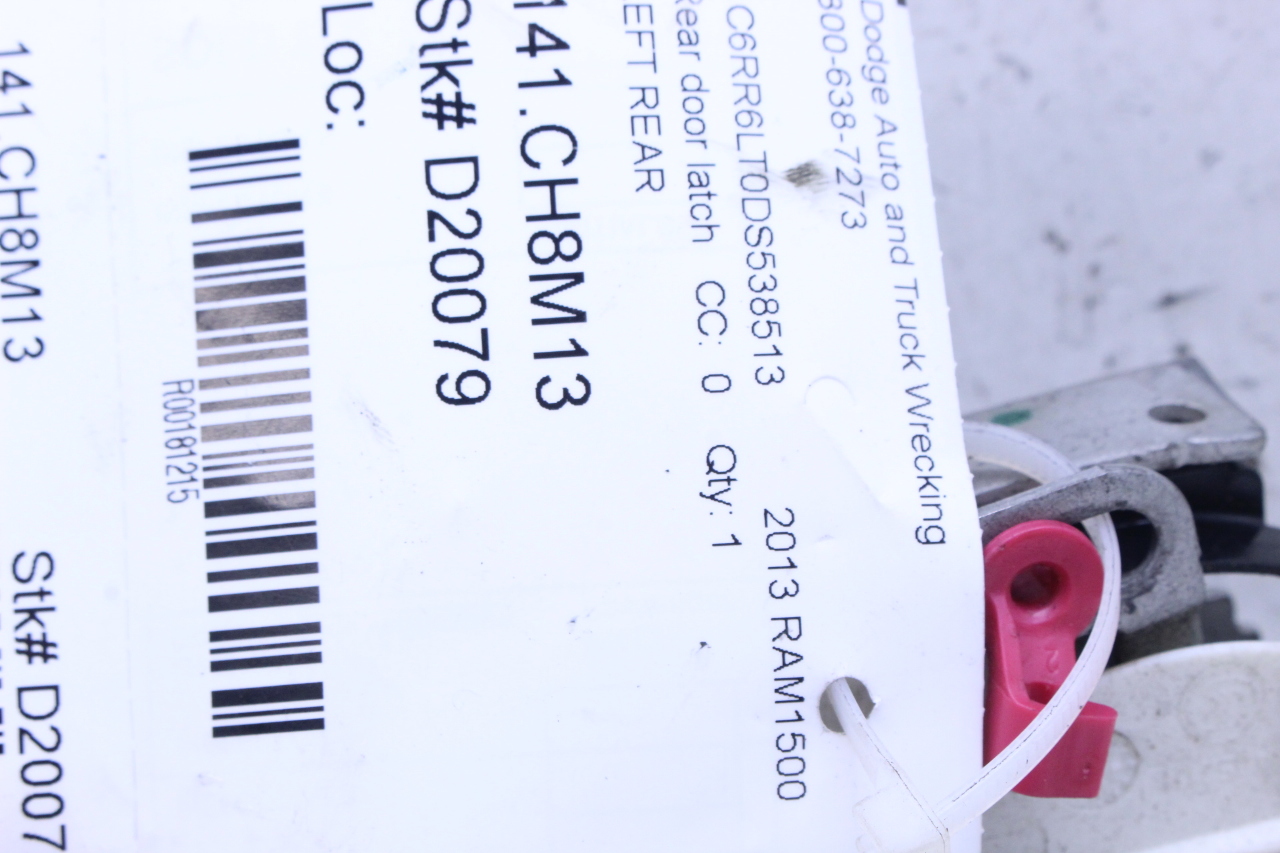 Dodge Auto and Truck Wrecking
800-638-7273
C6RR6LT0DS538513 2013 RAM1500
Rear door latch CC: 0 Qty: 1
LEFT REAR
141.CH8M13
Stk# D20079
Loc:
R00181215
141.CH8M13 Stk# D2007